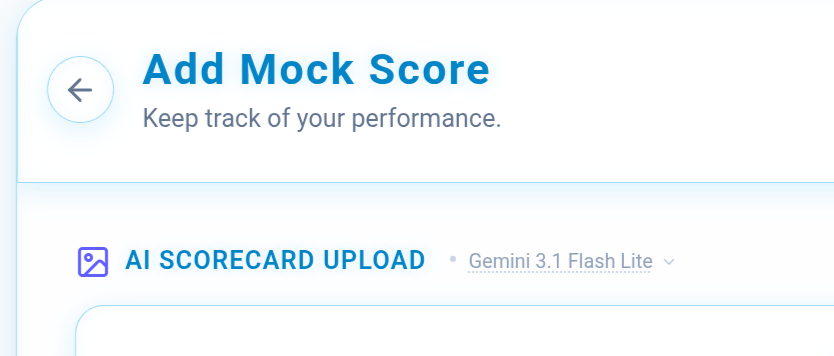 Add Mock Score
Keep track of your performance.
AI SCORECARD UPLOAD • Gemini 3.1 Flash Lite